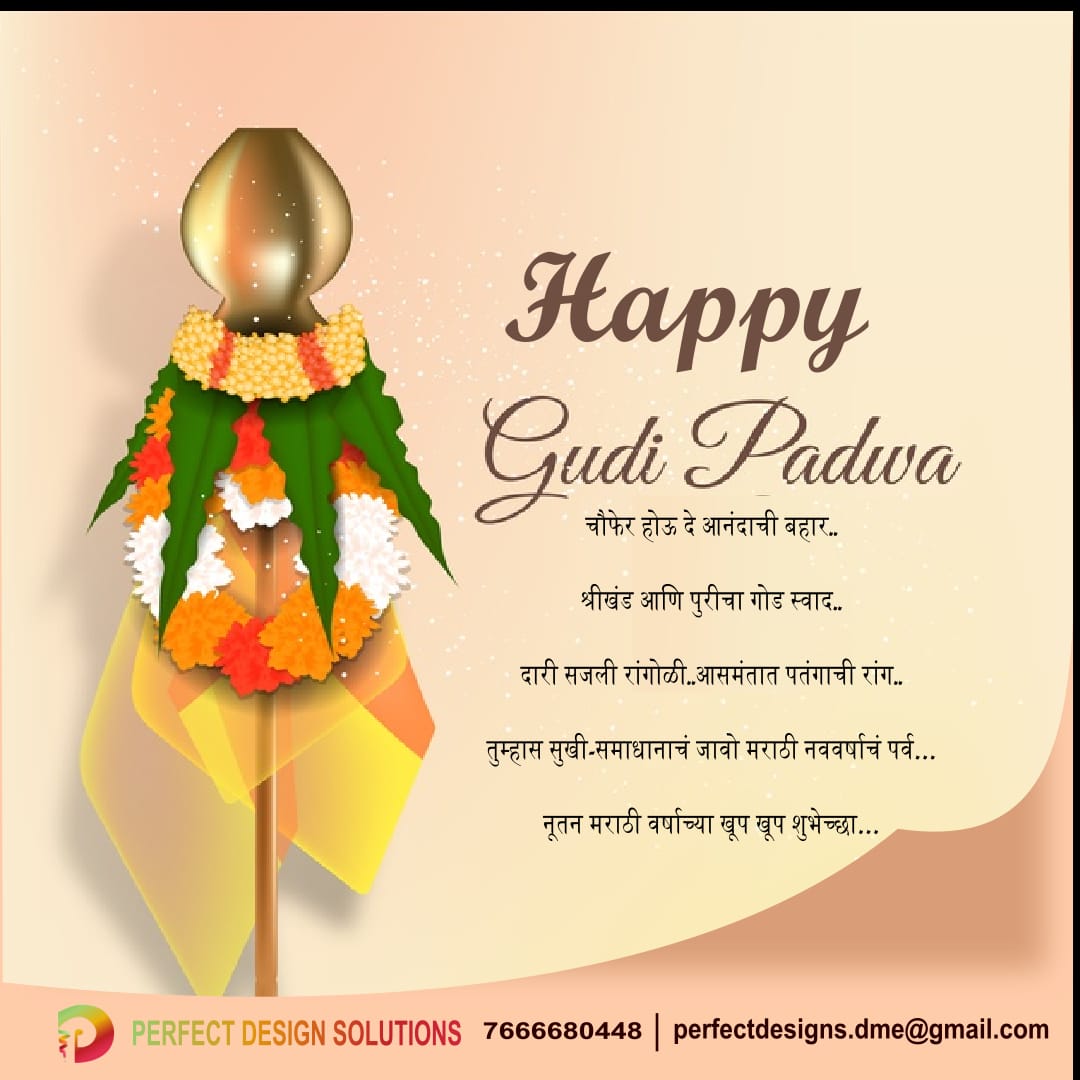 Happy
Gudi Padwa
चौफेर होऊ दे आनंदाची बहार..
श्रीखंड आणि पुरीचा गोड स्वाद..
दारी सजली रांगोळी..आसमंतात पतंगाची रांग..
तुम्हास सुखी-समाधानाचं जावो मराठी नववर्षाचं पर्व...
नूतन मराठी वर्षाच्या खूप खूप शुभेच्छा...
PERFECT DESIGN SOLUTIONS 7666680448 | perfectdesigns.dme@gmail.com